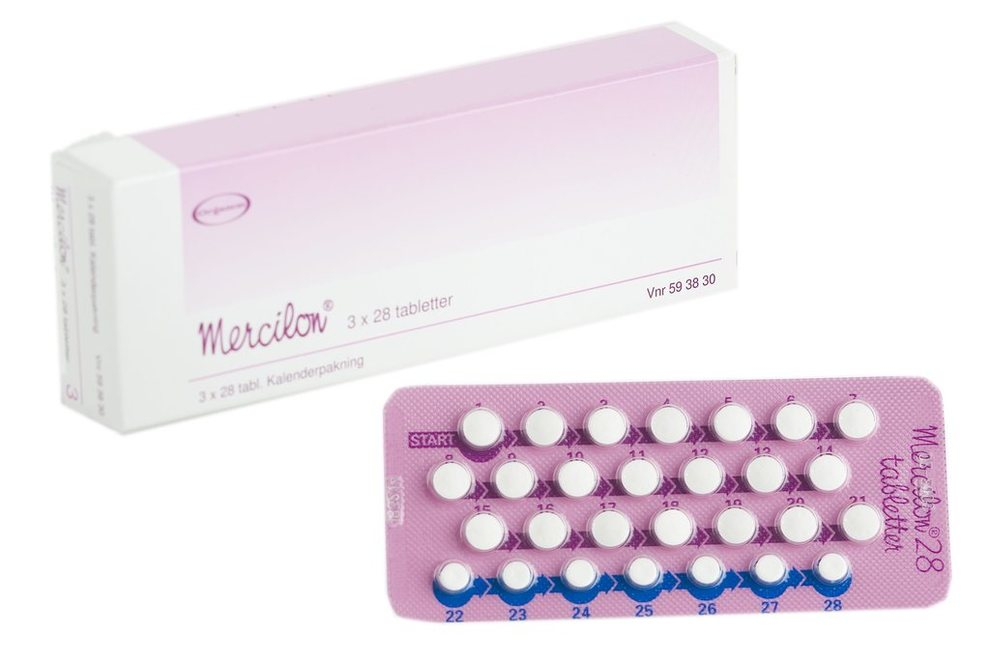 Organon
Mercilon® 3 x 28 tabletter
Vnr 59 38 30
3 x 28 tabl. Kalenderpakning
Mercilon® 3 x 28 tabletter
3 x 28 tabl. Kalenderpakning
Vnr 59 38 30
3
START
1 2 3 4 5 6 7
8 9 10 11 12 13 14
15 16 17 18 19 20 21
22 23 24 25 26 27 28
Mercilon® 28
tabletter